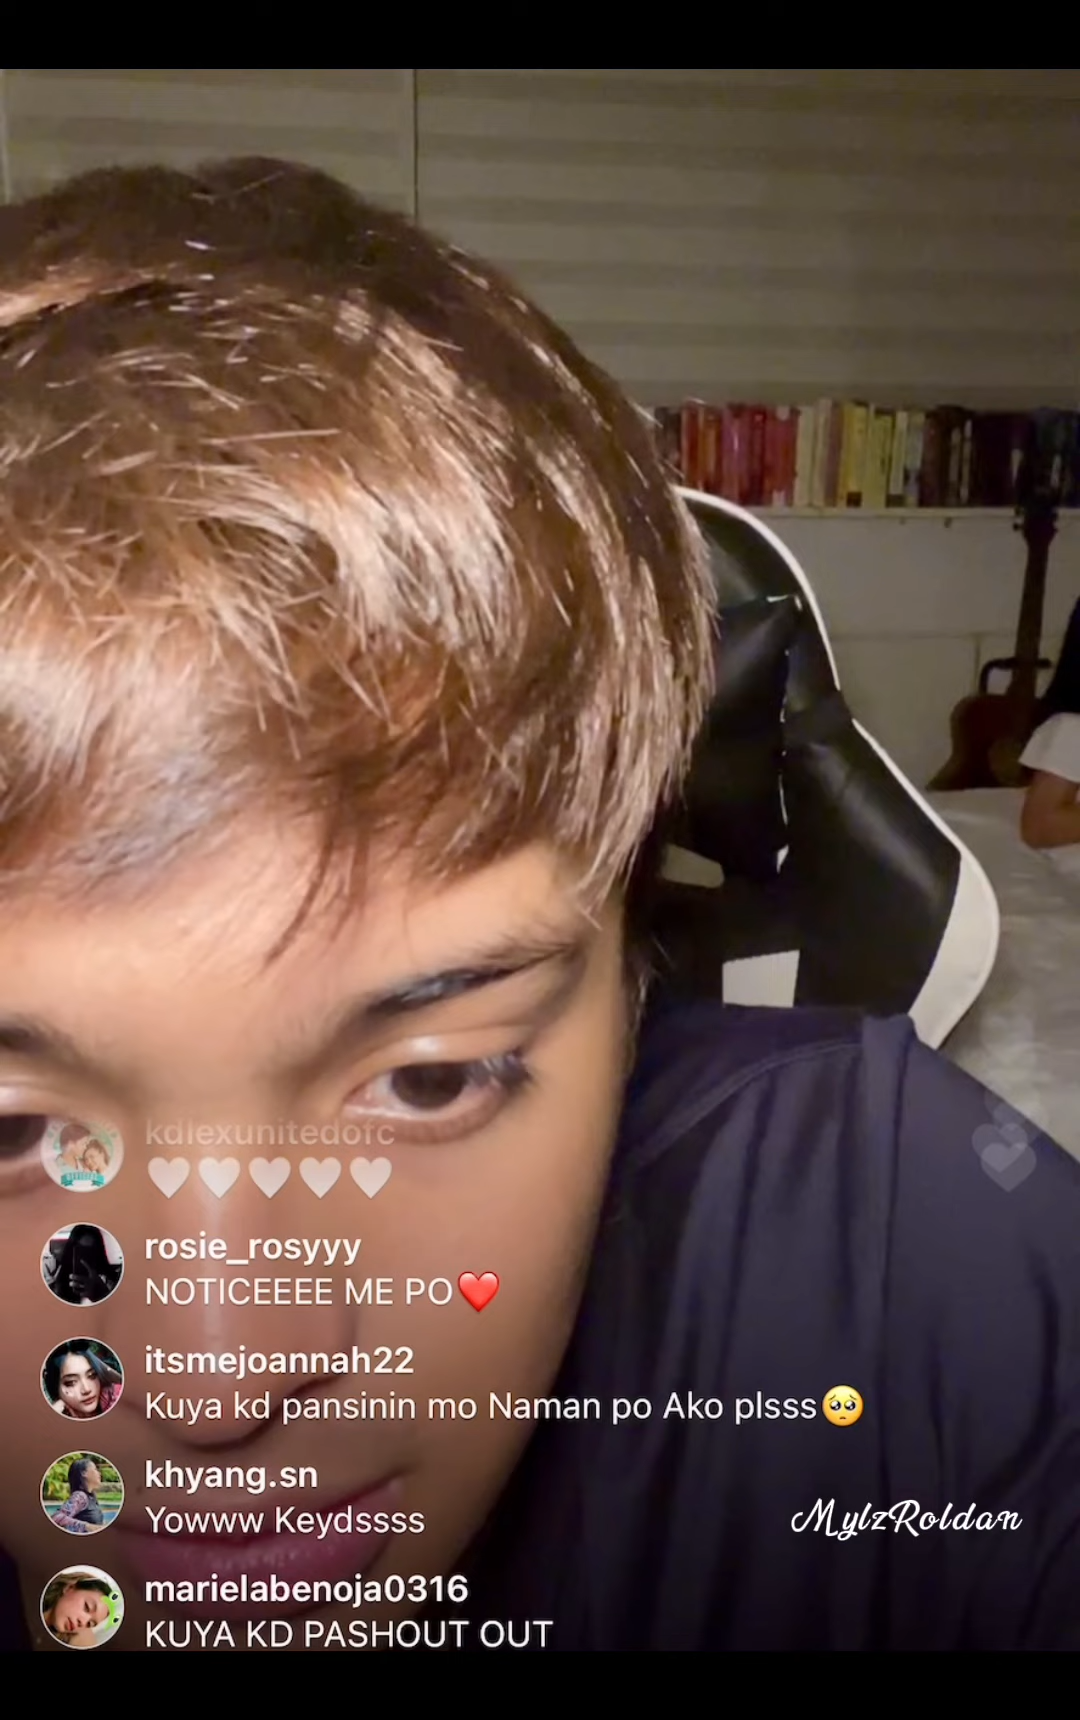 kdlexunitedofc
🤍🤍🤍🤍🤍
rosie_rosyyy
NOTICEEEE ME PO❤️
itsmejoannah22
Kuya kd pansinin mo Naman po Ako plsss🥺
khyang.sn
Yowww Keydssss
MylzRoldan
marielabenoja0316
KUYA KD PASHOUT OUT